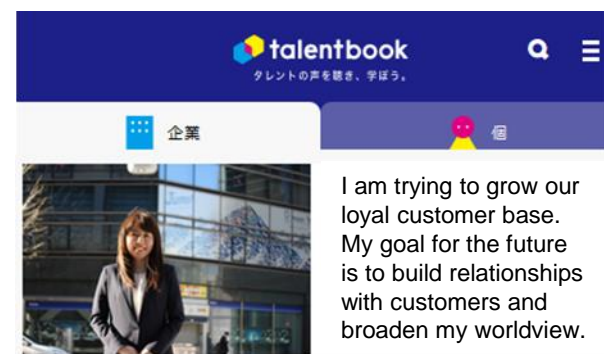 talentbook
タレントの声を聴き、学ぼう。
企業
個
I am trying to grow our
loyal customer base.
My goal for the future
is to build relationships
with customers and
broaden my worldview.